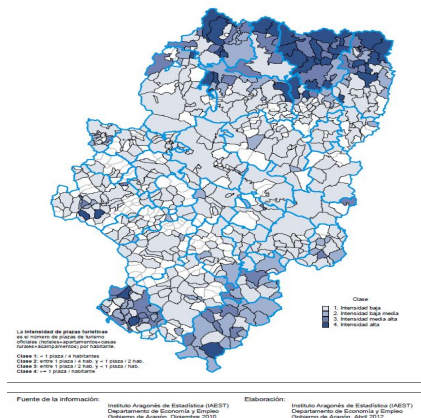 Clase
1. Intensidad baja
2. Intensidad baja media
3. Intensidad media alta
4. Intensidad alta
La intensidad de plazas turísticas
es el número de plazas de turismo
oficiales (hoteles+apartamentos+casas
rurales+acampamentos) por habitante.
Clase 1: < 1 plaza / 4 habitantes
Clase 2: entre 1 plaza / 4 hab. y < 1 plaza / 2 hab.
Clase 3: entre 1 plaza / 2 hab. y < 1 plaza / hab.
Clase 4: >= 1 plaza / habitante
Fuente de la información:
Instituto Aragonés de Estadística (IAEST)
Departamento de Economía y Empleo
Gobierno de Aragón. Diciembre 2010
Elaboración:
Instituto Aragonés de Estadística (IAEST)
Departamento de Economía y Empleo
Gobierno de Aragón. Abril 2012